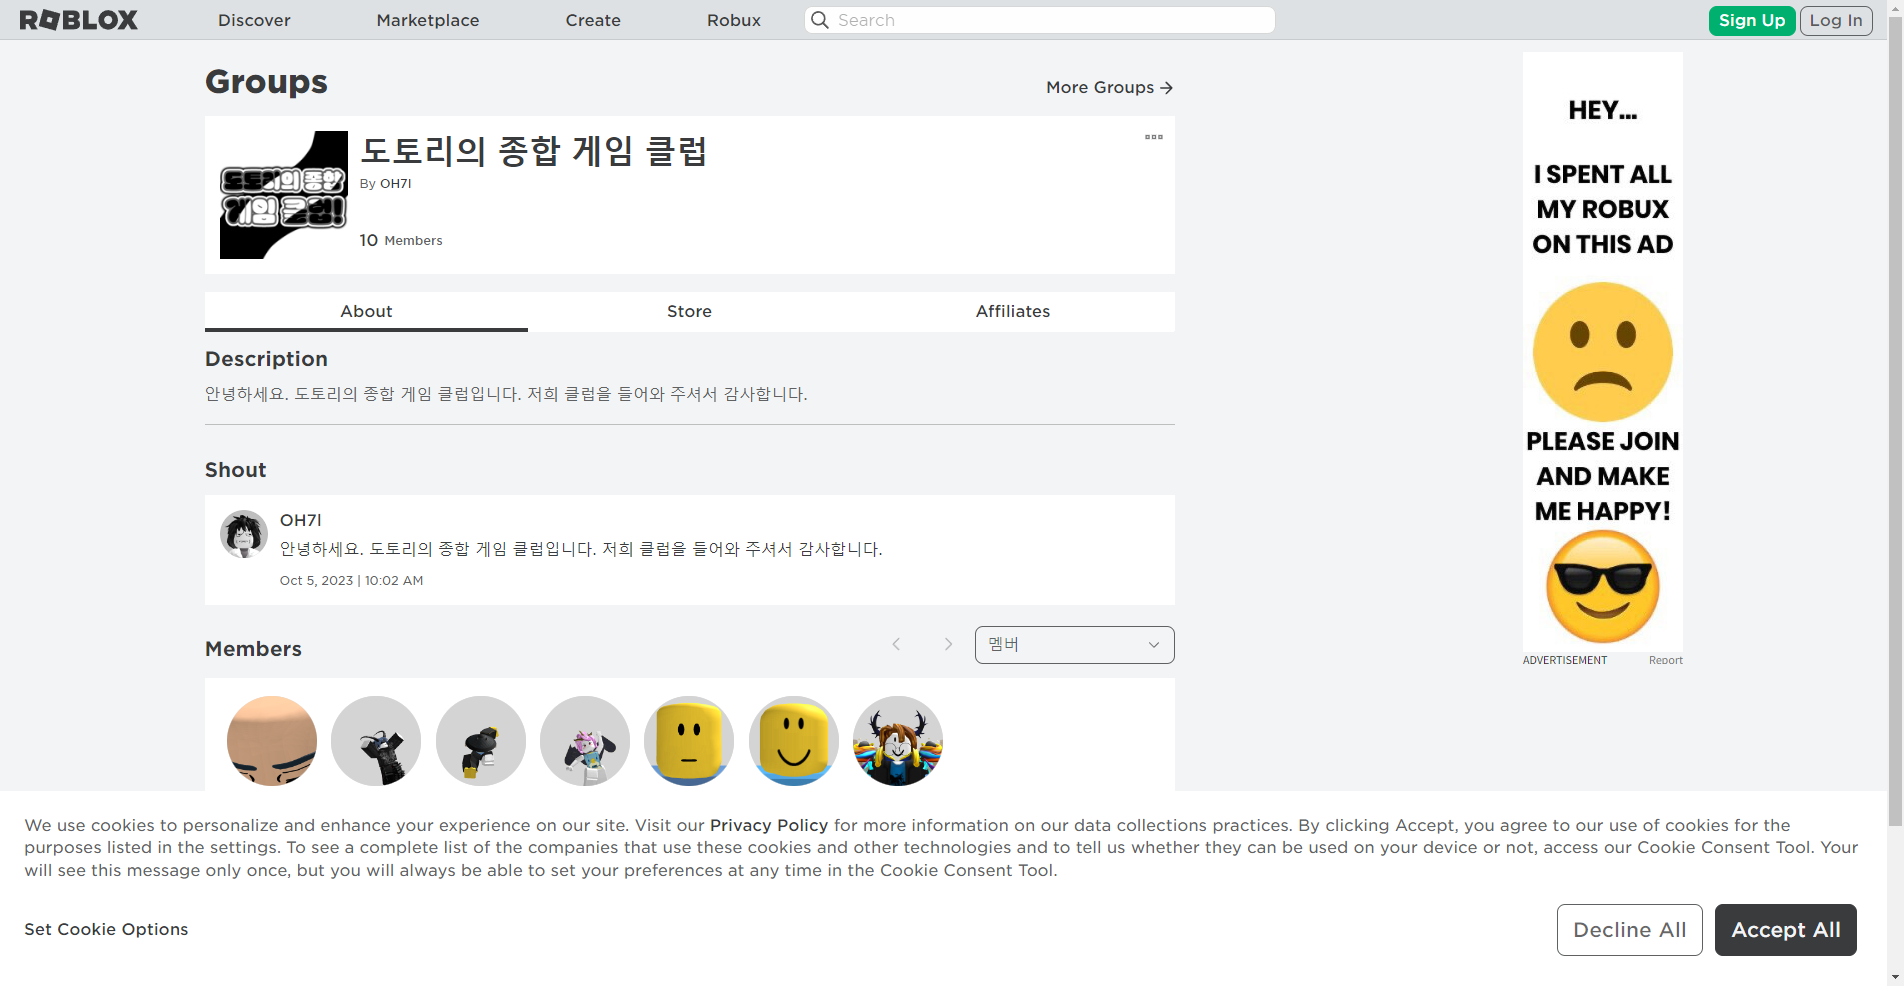 ROBLOX
Discover
Marketplace
Create
Robux
Search
Sign Up
Log In
Groups
More Groups
도토리의 종합
게임 클럽!
도토리의 종합 게임 클럽
By OH7I
10 Members
About
Store
Affiliates
Description
안녕하세요. 도토리의 종합 게임 클럽입니다. 저희 클럽을 들어와 주셔서 감사합니다.
Shout
OH7I
안녕하세요. 도토리의 종합 게임 클럽입니다. 저희 클럽을 들어와 주셔서 감사합니다.
Oct 5, 2023 | 10:02 AM
Members
멤버
HEY...
I SPENT ALL
MY ROBUX
ON THIS AD
PLEASE JOIN
AND MAKE
ME HAPPY!
ADVERTISEMENT
Report
We use cookies to personalize and enhance your experience on our site. Visit our Privacy Policy for more information on our data collections practices. By clicking Accept, you agree to our use of cookies for the
purposes listed in the settings. To see a complete list of the companies that use these cookies and other technologies and to tell us whether they can be used on your device or not, access our Cookie Consent Tool. Your
will see this message only once, but you will always be able to set your preferences at any time in the Cookie Consent Tool.
Set Cookie Options
Decline All
Accept All